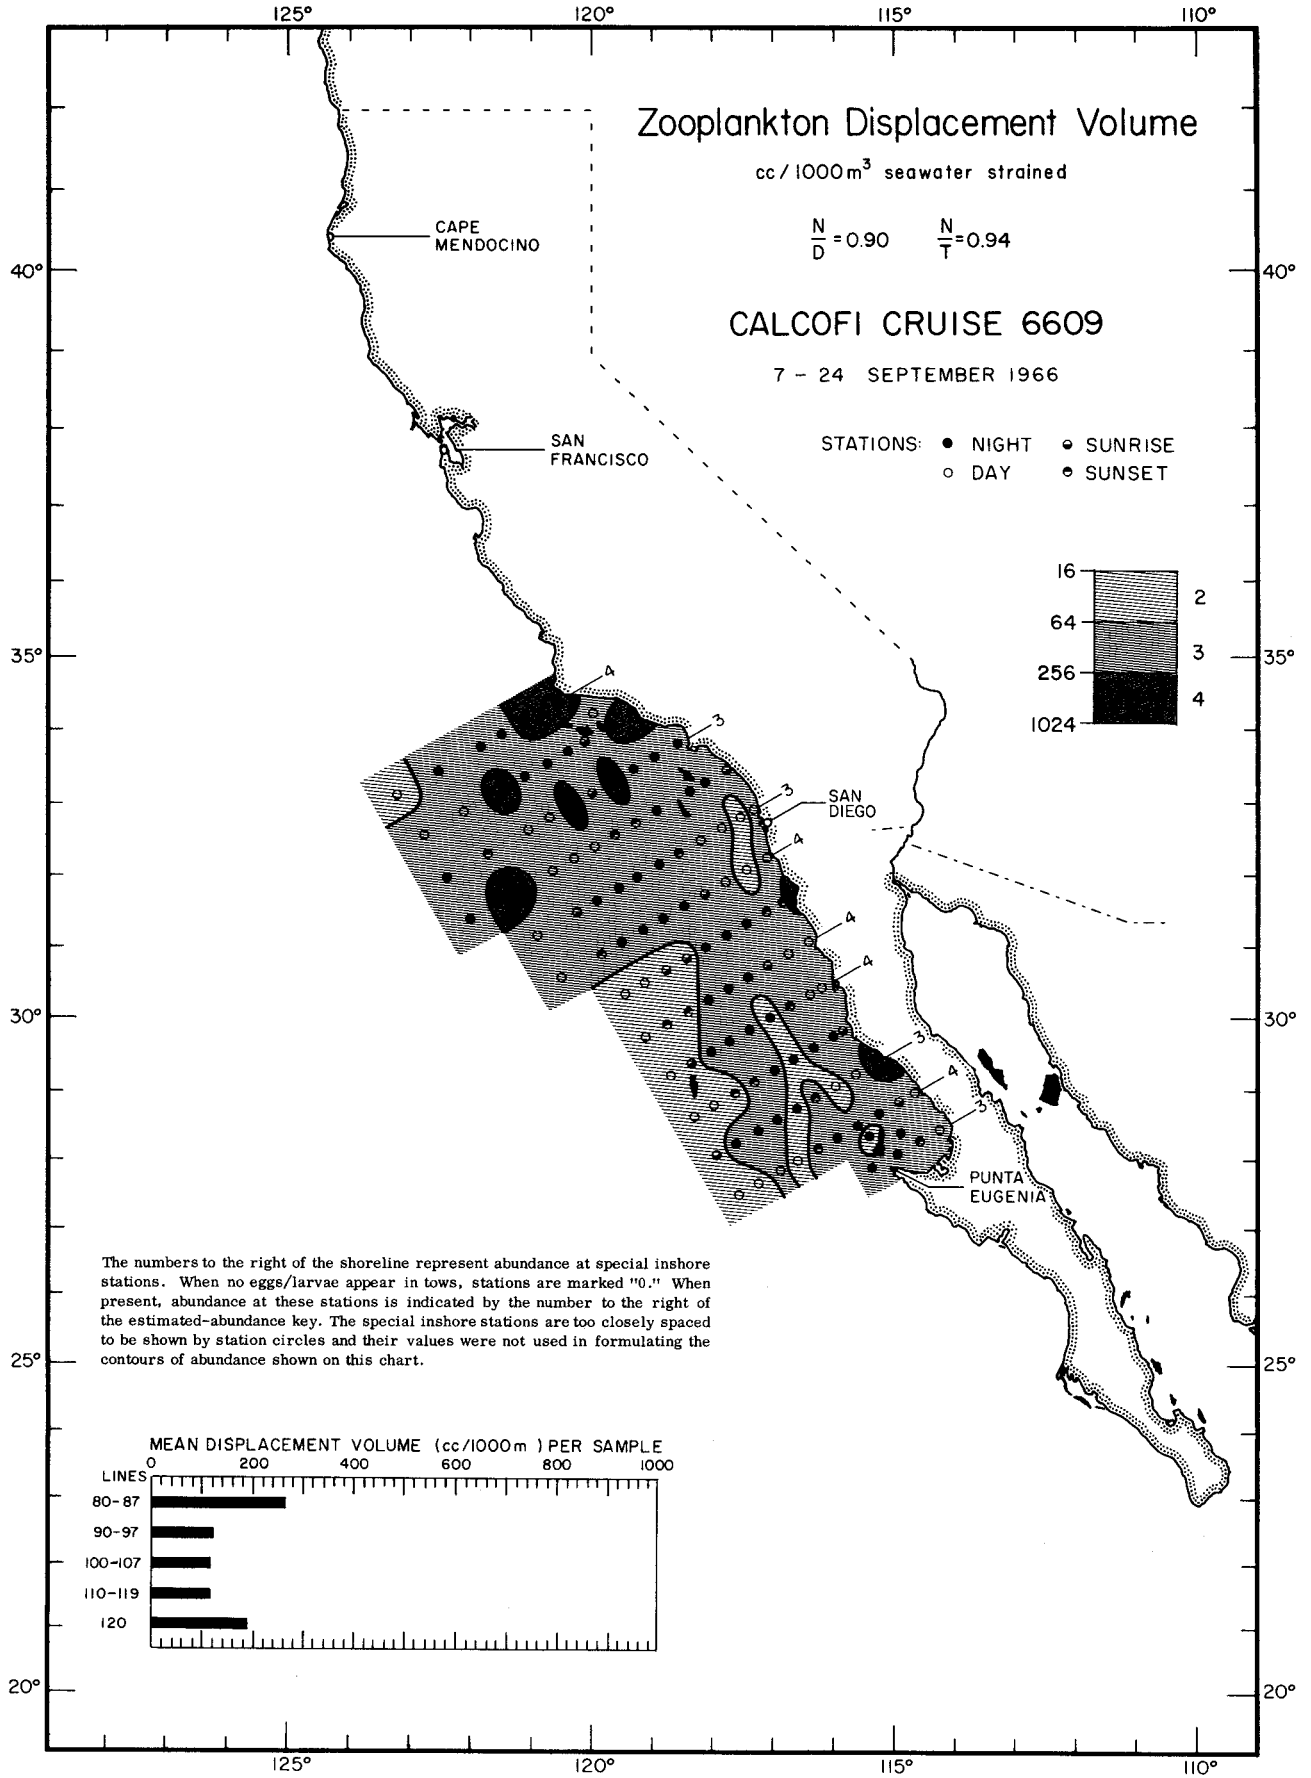 125° 120° 115° 110°
Zooplankton Displacement Volume
cc/1000m³ seawater strained
N/D = 0.90 N/T = 0.94
CALCOFI CRUISE 6609
7 – 24 SEPTEMBER 1966
CAPE
MENDOCINO
40° 40°
SAN
FRANCISCO
STATIONS: ● NIGHT SUNRISE
○ DAY SUNSET
16
2
64
3
256
4
1024
35° 35°
4
3
3
SAN
DIEGO
4
4
4
30° 30°
3
4
3
PUNTA
EUGENIA
The numbers to the right of the shoreline represent abundance at special inshore
stations. When no eggs/larvae appear in tows, stations are marked "0." When
present, abundance at these stations is indicated by the number to the right of
the estimated-abundance key. The special inshore stations are too closely spaced
to be shown by station circles and their values were not used in formulating the
contours of abundance shown on this chart.
25° 25°
MEAN DISPLACEMENT VOLUME (cc/1000m ) PER SAMPLE
0 200 400 600 800 1000
LINES
80-87
90-97
100-107
110-119
120
20° 20°
125° 120° 115° 110°